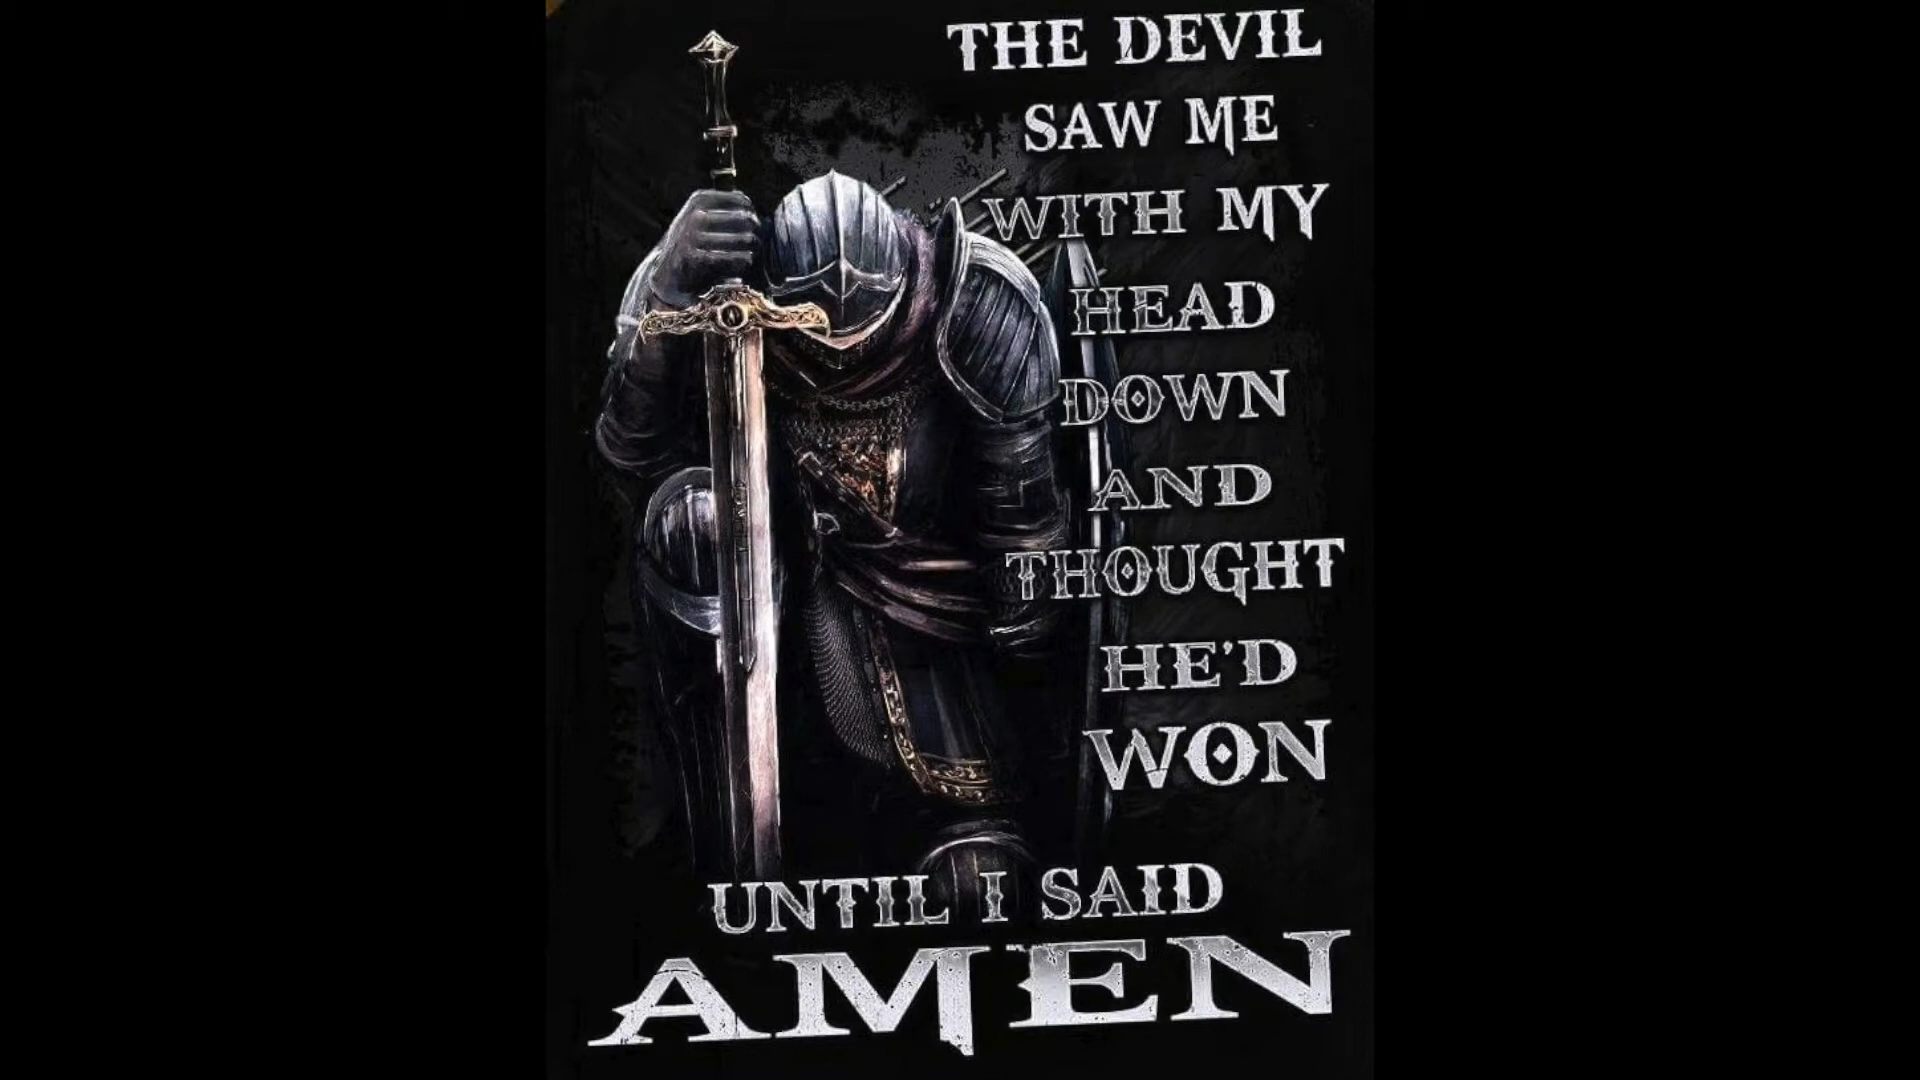 THE DEVIL
SAW ME
WITH MY
HEAD
DOWN
AND
THOUGHT
HE'D
WON
UNTIL I SAID
AMEN